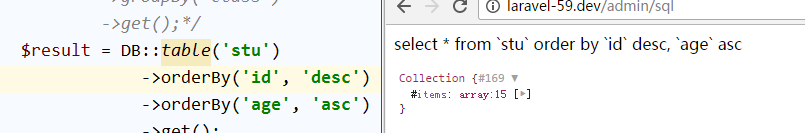 ->get();*/
$result = DB::table('stu')
->orderBy('id', 'desc')
->orderBy('age', 'asc')
->get();
laravel-59.dev/admin/sql
select * from `stu` order by `id` desc, `age` asc
Collection {#169 ▼
#items: array:15 [▶]
}